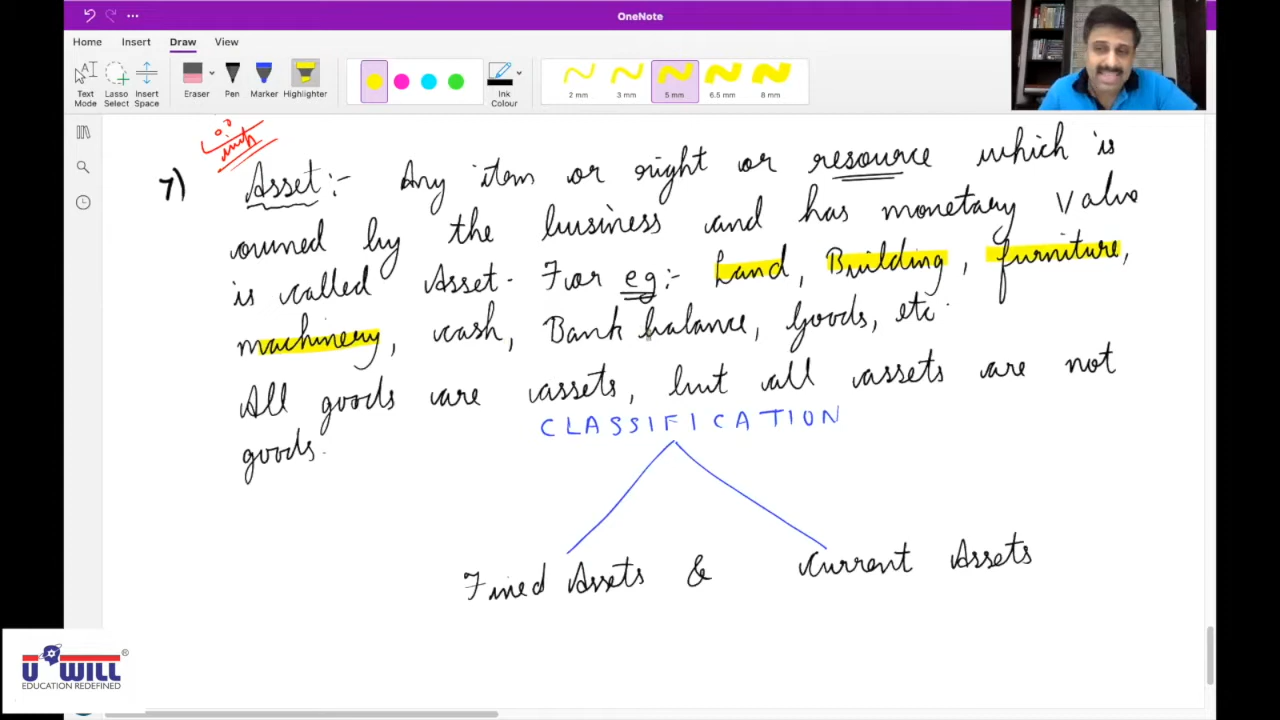 OneNote
Home Insert Draw View
Text Mode Lasso Select Insert Space Eraser Pen Marker Highlighter Ink Colour 2 mm 3 mm 5 mm 6.5 mm 8 mm
7) Asset :- Any item or right or resource which is
owned by the business and has monetary value
is called Asset. For eg:- Land, Building, furniture,
machinery, cash, Bank balance, Goods, etc.
All goods are assets, but all assets are not
goods.
CLASSIFICATION
Fixed Assets & Current Assets
U WILL
EDUCATION REDEFINED